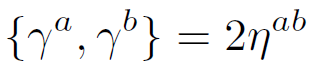 {γ^a, γ^b} = 2η^{ab}